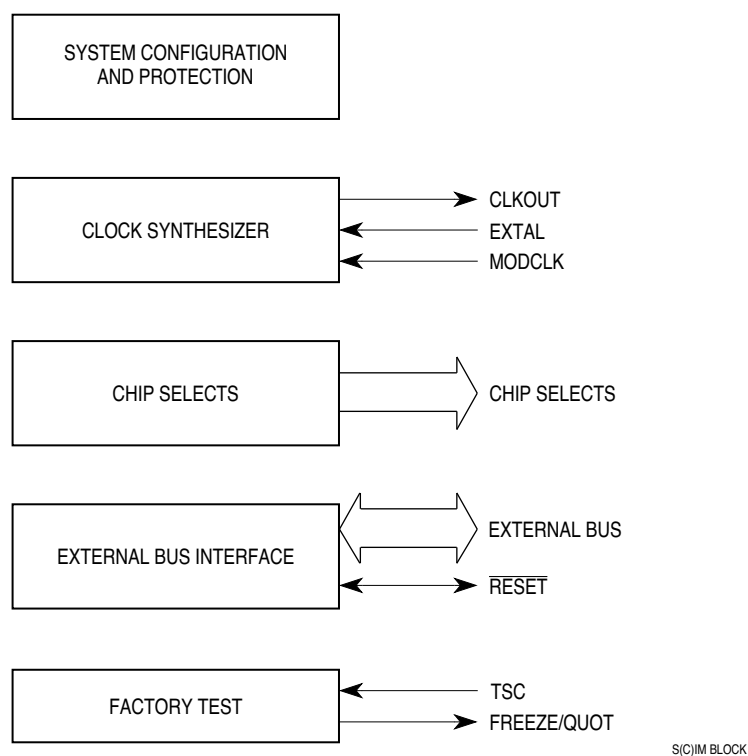 SYSTEM CONFIGURATION
AND PROTECTION
CLOCK SYNTHESIZER
CLKOUT
EXTAL
MODCLK
CHIP SELECTS
CHIP SELECTS
EXTERNAL BUS INTERFACE
EXTERNAL BUS
RESET
FACTORY TEST
TSC
FREEZE/QUOT
S(C)IM BLOCK